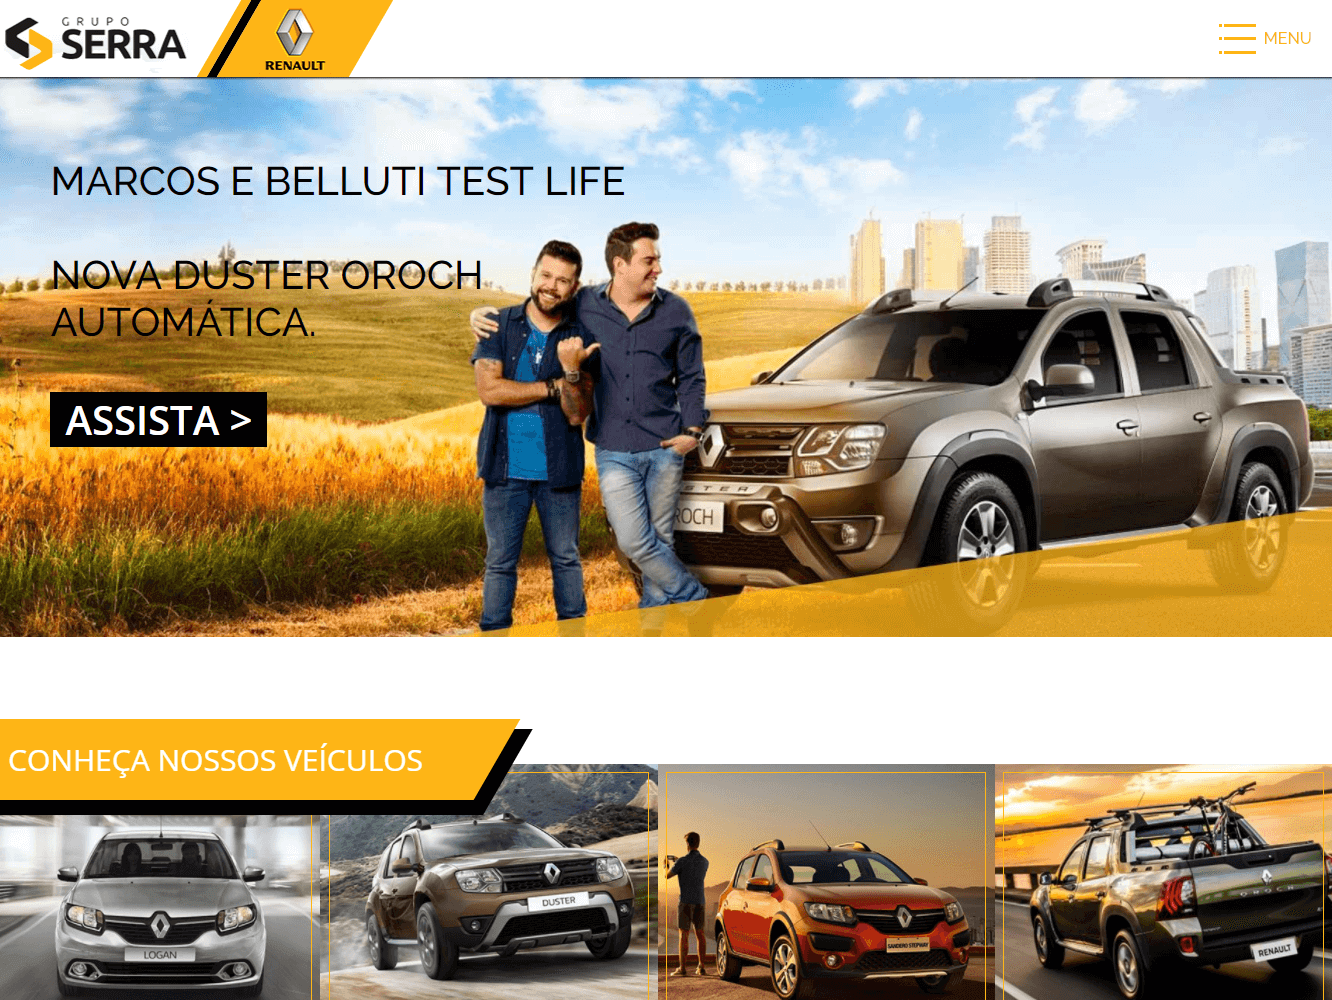 GRUPO
SERRA
RENAULT
MENU
MARCOS E BELLUTI TEST LIFE
NOVA DUSTER OROCH
AUTOMÁTICA.
ASSISTA >
OROCH
CONHEÇA NOSSOS VEÍCULOS
LOGAN
DUSTER
SANDERO STEPWAY
OROCH
RENAULT